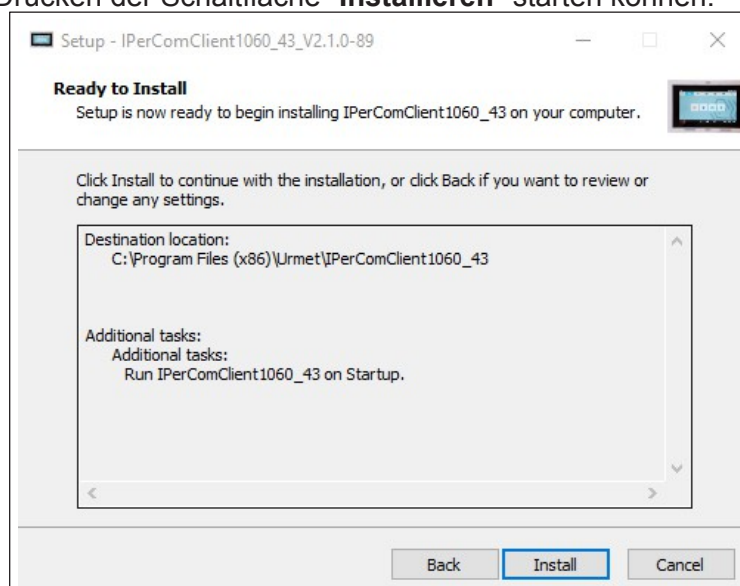 Drücken der Schaltfläche "Installieren" starten können.
Setup - IPerComClient1060_43_V2.1.0-89
Ready to Install
Setup is now ready to begin installing IPerComClient1060_43 on your computer.
Click Install to continue with the installation, or click Back if you want to review or
change any settings.
Destination location:
C:\Program Files (x86)\Urmet\IPerComClient1060_43
Additional tasks:
Additional tasks:
Run IPerComClient1060_43 on Startup.
Back
Install
Cancel